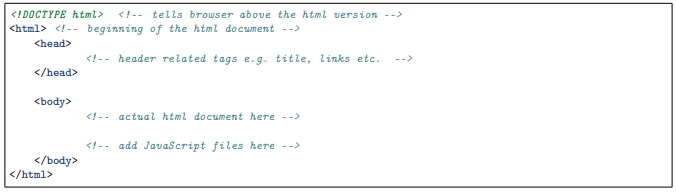 <!DOCTYPE html>  <!-- tells browser above the html version -->
<html> <!-- beginning of the html document -->
    <head>
            <!-- header related tags e.g. title, links etc.  -->
    </head>

    <body>
            <!-- actual html document here -->

            <!-- add JavaScript files here -->
    </body>
</html>